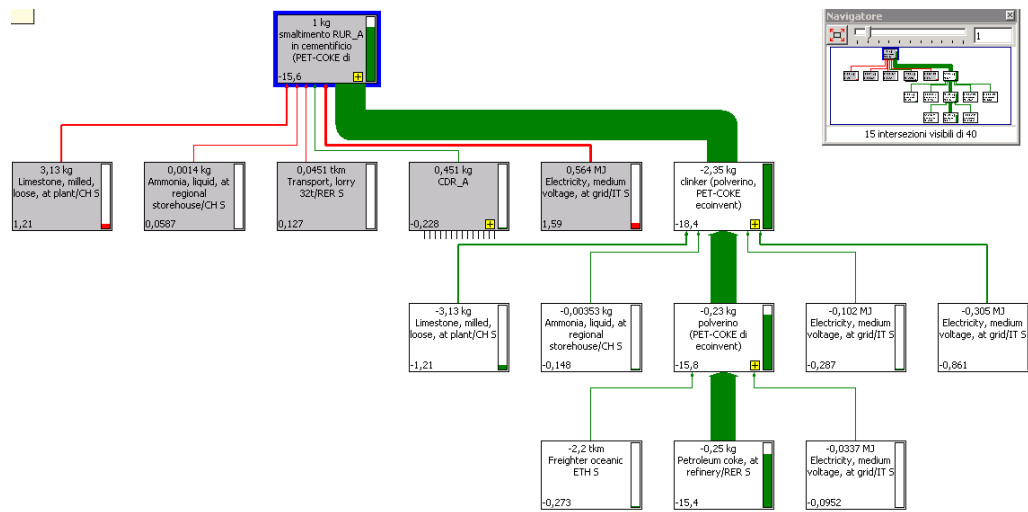 1 kg
smaltimento RUR_A
in cementificio
(PET-COKE di
-15,6
Navigatore
1
15 intersezioni visibili di 40
3,13 kg
Limestone, milled,
loose, at plant/CH S
1,21
0,0014 kg
Ammonia, liquid, at
regional
storehouse/CH S
0,0587
0,0451 tkm
Transport, lorry
32t/RER S
0,127
0,451 kg
CDR_A
-0,228
0,564 MJ
Electricity, medium
voltage, at grid/IT S
1,59
-2,35 kg
clinker (polverino,
PET-COKE
ecoinvent)
-18,4
-3,13 kg
Limestone, milled,
loose, at plant/CH S
-1,21
-0,00353 kg
Ammonia, liquid, at
regional
storehouse/CH S
-0,148
-0,23 kg
polverino
(PET-COKE di
ecoinvent)
-15,8
-0,102 MJ
Electricity, medium
voltage, at grid/IT S
-0,287
-0,305 MJ
Electricity, medium
voltage, at grid/IT S
-0,861
-2,2 tkm
Freighter oceanic
ETH S
-0,273
-0,25 kg
Petroleum coke, at
refinery/RER S
-15,4
-0,0337 MJ
Electricity, medium
voltage, at grid/IT S
-0,0952